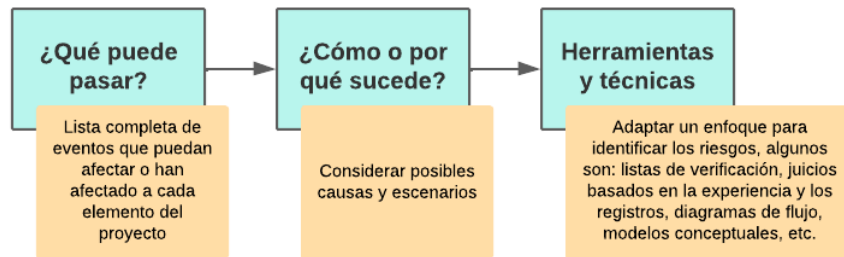 ¿Qué puede
pasar?
Lista completa de
eventos que puedan
afectar o han
afectado a cada
elemento del
proyecto
¿Cómo o por
qué sucede?
Considerar posibles
causas y escenarios
Herramientas
y técnicas
Adaptar un enfoque para
identificar los riesgos, algunos
son: listas de verificación, juicios
basados en la experiencia y los
registros, diagramas de flujo,
modelos conceptuales, etc.